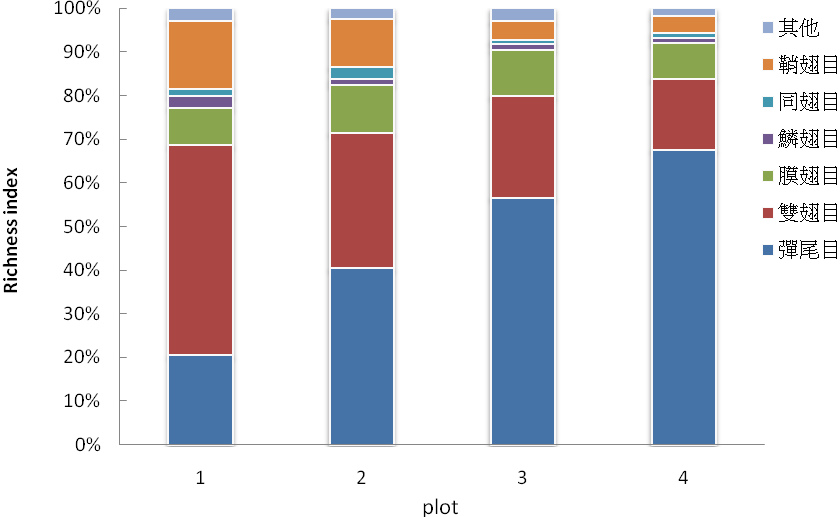 100%
90%
80%
70%
60%
50%
40%
30%
20%
10%
0%
Richness index
1 2 3 4
plot
其他
鞘翅目
同翅目
鱗翅目
膜翅目
雙翅目
彈尾目